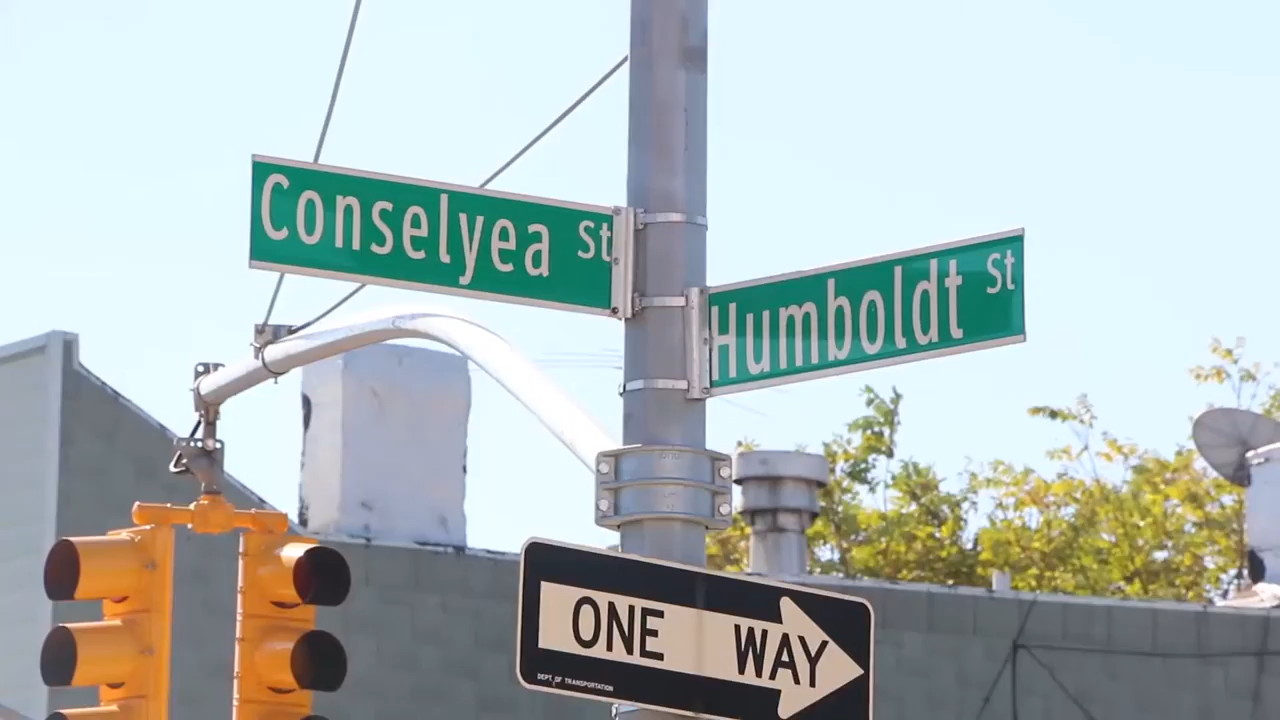 Conselyea St
Humboldt St
ONE WAY
DEPT. OF TRANSPORTATION